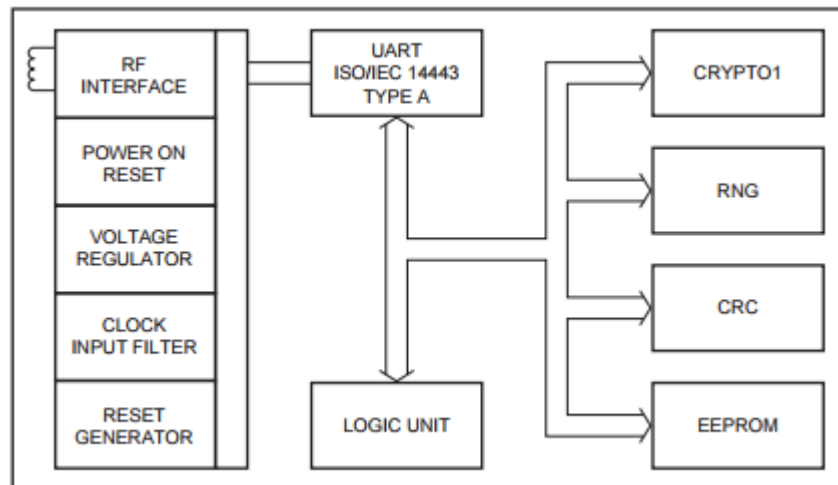 RF
INTERFACE
POWER ON
RESET
VOLTAGE
REGULATOR
CLOCK
INPUT FILTER
RESET
GENERATOR
UART
ISO/IEC 14443
TYPE A
LOGIC UNIT
CRYPTO1
RNG
CRC
EEPROM